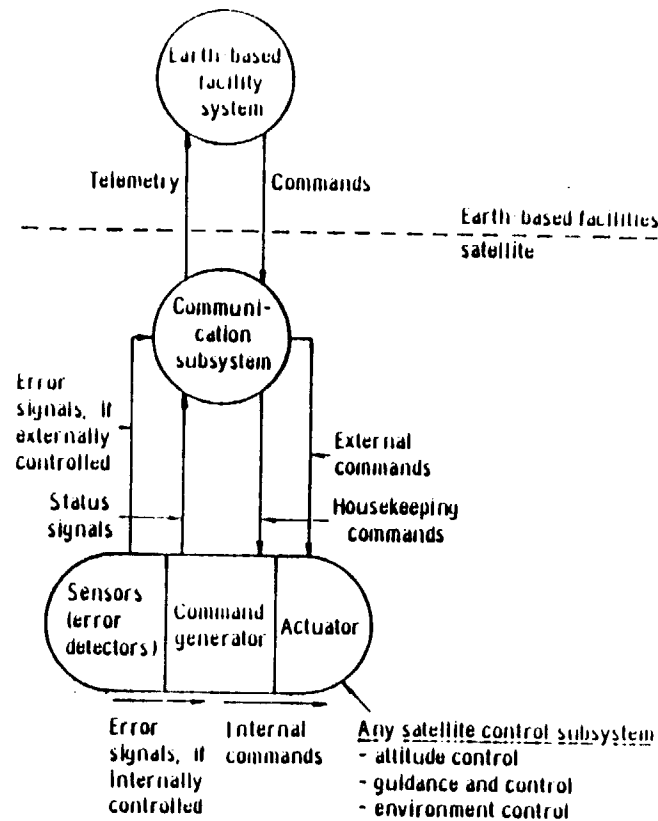 Earth-based
facility
system
Telemetry
Commands
Earth-based facilities
satellite
Communi-
cation
subsystem
Error
signals, if
externally
controlled
External
commands
Status
signals
Housekeeping
commands
Sensors
(error
detectors)
Command
generator
Actuator
Error
signals, if
internally
controlled
Internal
commands
Any satellite control subsystem
- attitude control
- guidance and control
- environment control